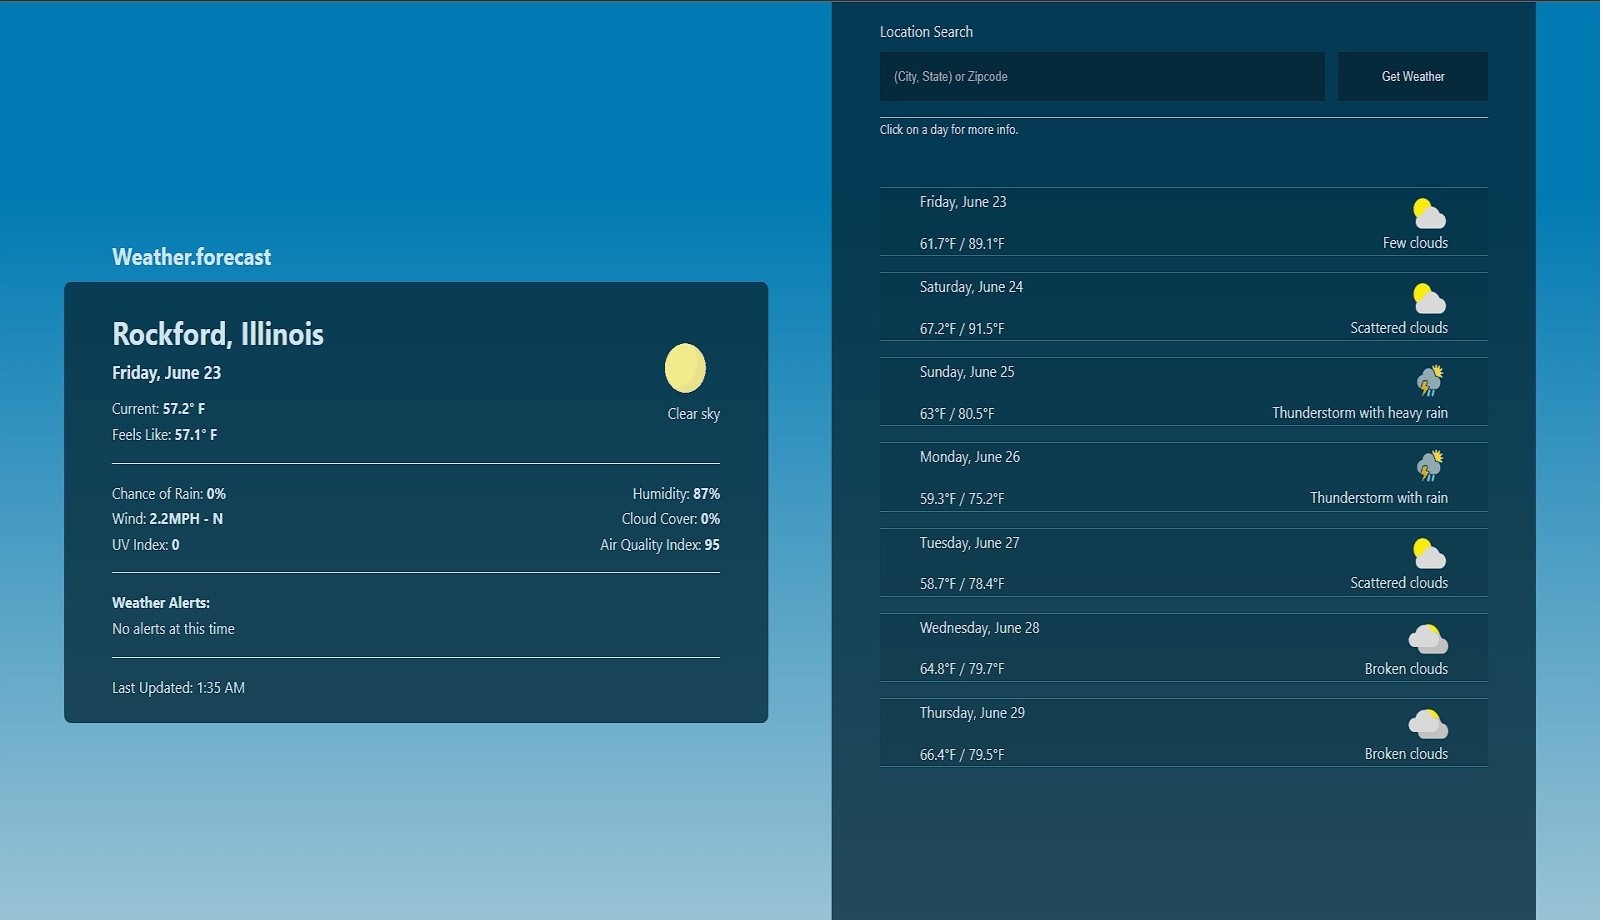 Weather.forecast
Rockford, Illinois
Friday, June 23
Current: 57.2° F
Feels Like: 57.1° F
Clear sky
Chance of Rain: 0%
Humidity: 87%
Wind: 2.2MPH - N
Cloud Cover: 0%
UV Index: 0
Air Quality Index: 95
Weather Alerts:
No alerts at this time
Last Updated: 1:35 AM
Location Search
(City, State) or Zipcode
Get Weather
Click on a day for more info.
Friday, June 23
61.7°F / 89.1°F
Few clouds
Saturday, June 24
67.2°F / 91.5°F
Scattered clouds
Sunday, June 25
63°F / 80.5°F
Thunderstorm with heavy rain
Monday, June 26
59.3°F / 75.2°F
Thunderstorm with rain
Tuesday, June 27
58.7°F / 78.4°F
Scattered clouds
Wednesday, June 28
64.8°F / 79.7°F
Broken clouds
Thursday, June 29
66.4°F / 79.5°F
Broken clouds